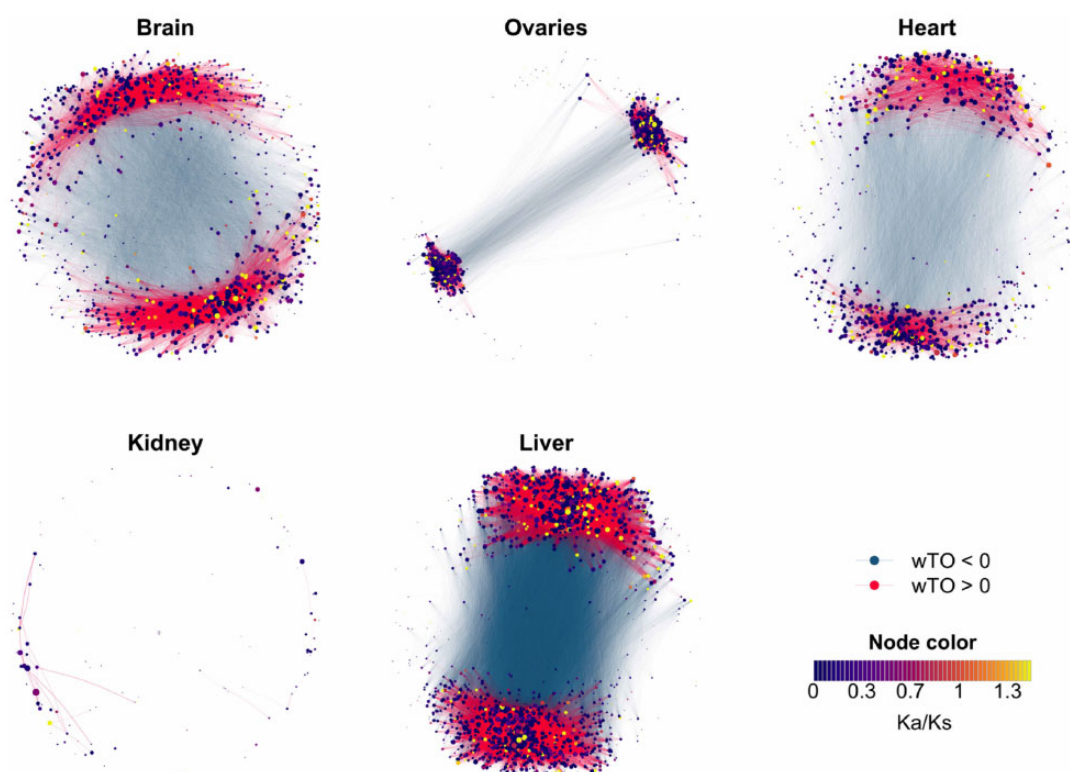 Brain
Ovaries
Heart
Kidney
Liver
wTO < 0
wTO > 0
Node color
0 0.3 0.7 1 1.3
Ka/Ks